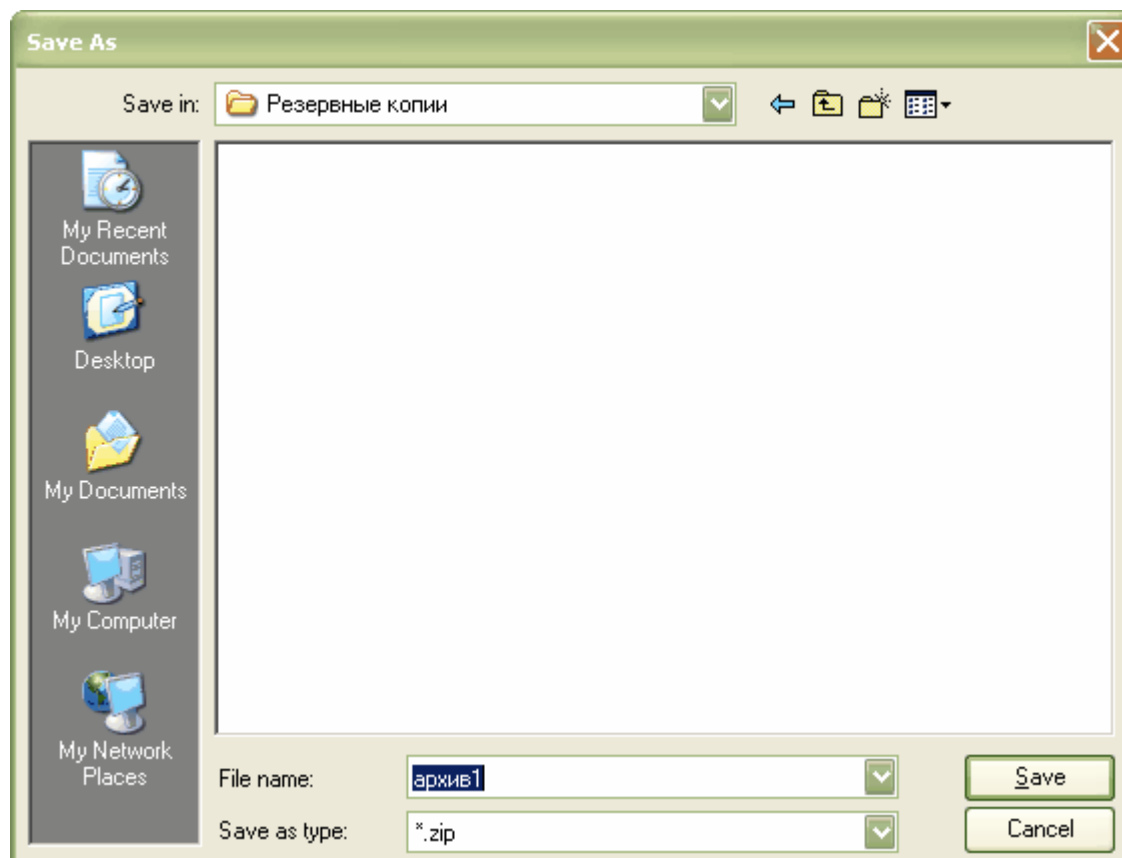 Save As
Save in: Резервные копии
My Recent
Documents
Desktop
My Documents
My Computer
My Network
Places
File name: архив1 Save
Save as type: *.zip Cancel